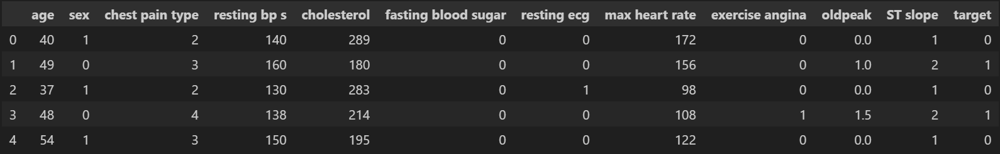 age sex chest pain type resting bp s cholesterol fasting blood sugar resting ecg max heart rate exercise angina oldpeak ST slope target
0 40 1 2 140 289 0 0 172 0 0.0 1 0
1 49 0 3 160 180 0 0 156 0 1.0 2 1
2 37 1 2 130 283 0 1 98 0 0.0 1 0
3 48 0 4 138 214 0 0 108 1 1.5 2 1
4 54 1 3 150 195 0 0 122 0 0.0 1 0